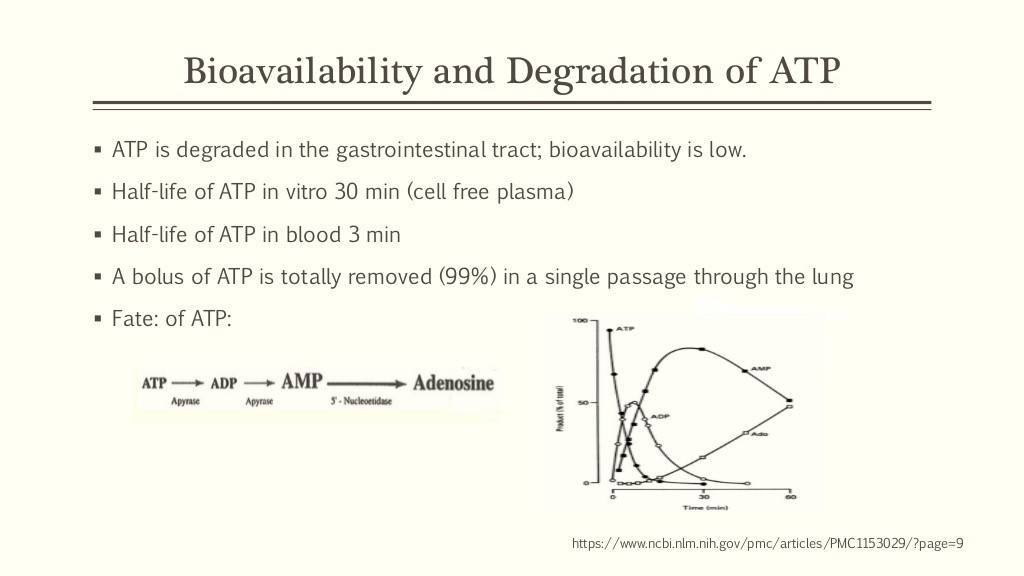 Bioavailability and Degradation of ATP
▪ ATP is degraded in the gastrointestinal tract; bioavailability is low.
▪ Half-life of ATP in vitro 30 min (cell free plasma)
▪ Half-life of ATP in blood 3 min
▪ A bolus of ATP is totally removed (99%) in a single passage through the lung
▪ Fate: of ATP:
ATP → ADP → AMP → Adenosine
Apyrase Apyrase 5' - Nucleoetidase
100
ATP
AMP
Product (% of total)
50
ADP
Ado
0
0 30 60
Time (min)
https://www.ncbi.nlm.nih.gov/pmc/articles/PMC1153029/?page=9